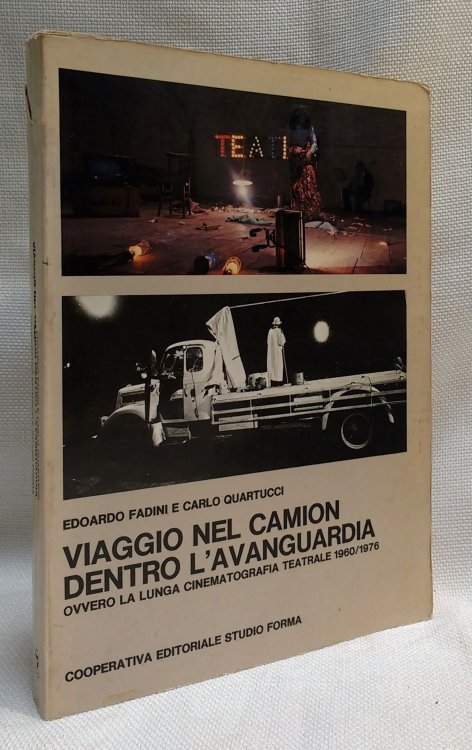 TEAT
EDOARDO FADINI E CARLO QUARTUCCI
VIAGGIO NEL CAMION
DENTRO L'AVANGUARDIA
OVVERO LA LUNGA CINEMATOGRAFIA TEATRALE 1960/1976
COOPERATIVA EDITORIALE STUDIO FORMA